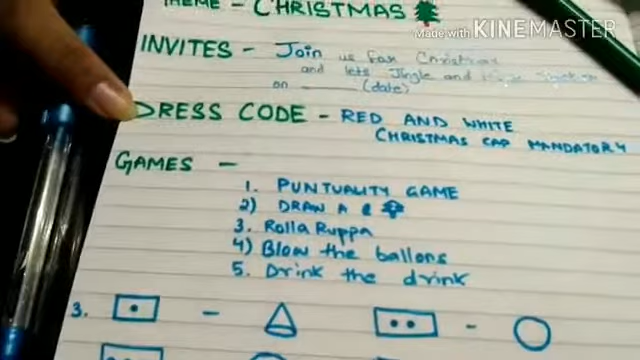 THEME - CHRISTMAS
Made with KINEMASTER
INVITES - Join us for Christmas
and lets Jingle and
on ______ (date)
DRESS CODE - RED AND WHITE
CHRISTMAS CAP MANDATORY
GAMES -
1. PUNTUALITY GAME
2) DRAW A
3. Rolla Ruppa
4) Blow the ballons
5. Drink the drink
3.